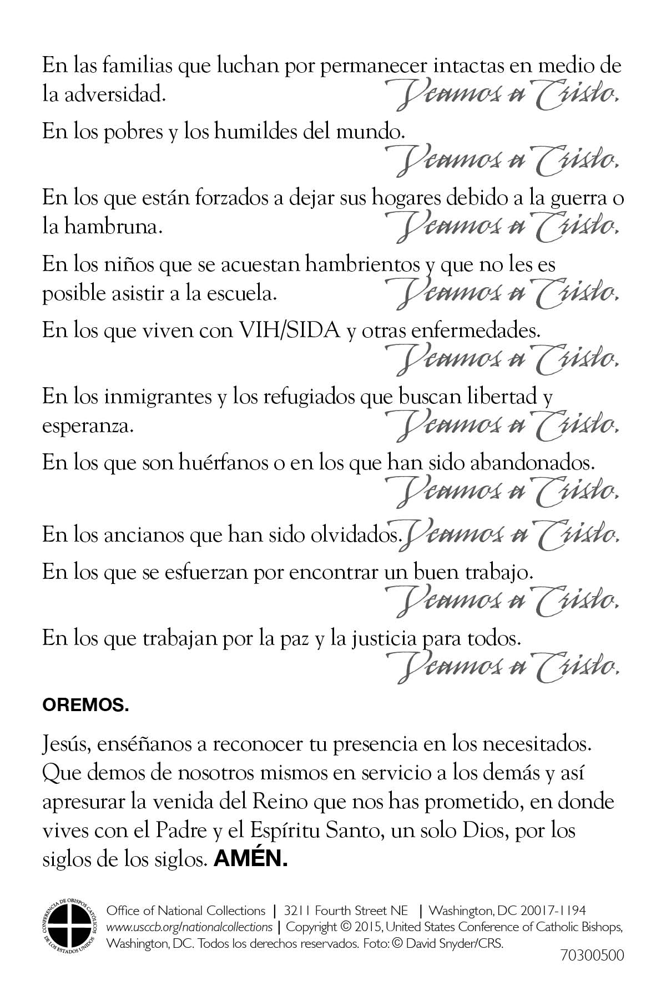 En las familias que luchan por permanecer intactas en medio de
la adversidad. Veamos a Cristo.
En los pobres y los humildes del mundo.
Veamos a Cristo.
En los que están forzados a dejar sus hogares debido a la guerra o
la hambruna. Veamos a Cristo.
En los niños que se acuestan hambrientos y que no les es
posible asistir a la escuela. Veamos a Cristo.
En los que viven con VIH/SIDA y otras enfermedades.
Veamos a Cristo.
En los inmigrantes y los refugiados que buscan libertad y
esperanza. Veamos a Cristo.
En los que son huérfanos o en los que han sido abandonados.
Veamos a Cristo.
En los ancianos que han sido olvidados. Veamos a Cristo.
En los que se esfuerzan por encontrar un buen trabajo.
Veamos a Cristo.
En los que trabajan por la paz y la justicia para todos.
Veamos a Cristo.
OREMOS.
Jesús, enséñanos a reconocer tu presencia en los necesitados.
Que demos de nosotros mismos en servicio a los demás y así
apresurar la venida del Reino que nos has prometido, en donde
vives con el Padre y el Espíritu Santo, un solo Dios, por los
siglos de los siglos. AMÉN.
CONFERENCIA DE OBISPOS CATÓLICOS
DE LOS ESTADOS UNIDOS
Office of National Collections | 3211 Fourth Street NE | Washington, DC 20017-1194
www.usccb.org/nationalcollections | Copyright © 2015, United States Conference of Catholic Bishops,
Washington, DC. Todos los derechos reservados. Foto: © David Snyder/CRS.
70300500